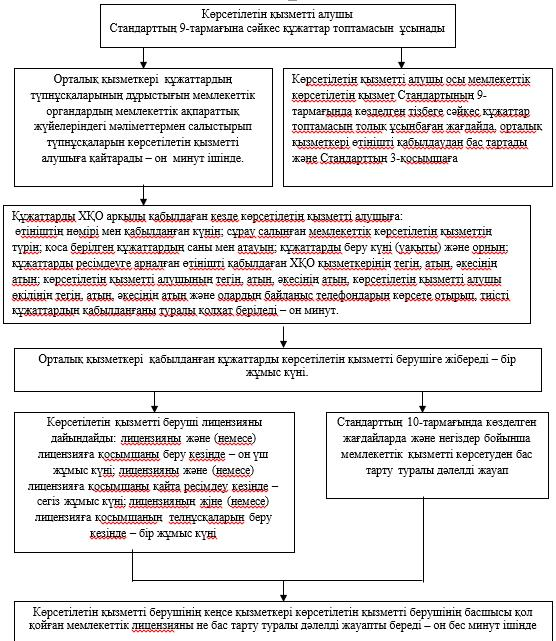 Көрсетілетін қызметті алушы
Стандарттың 9-тармағына сәйкес құжаттар топтамасын ұсынады
Орталық қызметкері құжаттардың
түпнұсқаларының дұрыстығын мемлекеттік
органдардың мемлекеттік ақпараттық
жүйелеріндегі мәліметтермен салыстырып
түпнұсқаларын көрсетілетін қызметті
алушыға қайтарады – он минут ішінде.
Көрсетілетін қызметті алушы осы мемлекеттік
көрсетілетін қызмет Стандартының 9-
тармағында көзделген тізбеге сәйкес құжаттар
топтамасын толық ұсынбаған жағдайда, орталық
қызметкері өтінішті қабылдаудан бас тартады
және Стандарттың 3-қосымшаға
Құжаттарды ХҚО арқылы қабылдаған кезде көрсетілетін қызметті алушыға:
өтініштің нөмірі мен қабылданған күнін; сұрау салынған мемлекеттік көрсетілетін қызметтің
түрін; қоса берілген құжаттардың саны мен атауын; құжаттарды беру күні (уақыты) және орнын;
құжаттарды ресімдеуге арналған өтінішті қабылдаған ХҚО қызметкерінің тегін, атын, әкесінің
атын; көрсетілетін қызметті алушының тегін, атын, әкесінің атын, көрсетілетін қызметті алушы
өкілінің тегін, атын, әкесінің атын және олардың байланыс телефондарын көрсете отырып, тиісті
құжаттардың қабылданғаны туралы қолхат беріледі – он минут.
Орталық қызметкері қабылданған құжаттарды көрсетілетін қызметті берушіге жібереді – бір
жұмыс күні.
Көрсетілетін қызметті беруші лицензияны
дайындайды: лицензияны және (немесе)
лицензияға қосымшаны беру кезінде – он үш
жұмыс күні; лицензияны және (немесе)
лицензияға қосымшаны қайта ресімдеу кезінде –
сегіз жұмыс күні; лицензияның жіне (немесе)
лицензияға қосымшаның телнұсқаларын беру
кезінде – бір жұмыс күні
Стандарттың 10-тармағында көзделген
жағдайларда және негіздер бойынша
мемлекеттік қызметті көрсетуден бас
тарту туралы дәлелді жауап
Көрсетілетін қызметті берушінің кеңсе қызметкері көрсетілетін қызметті берушінің басшысы қол
қойған мемлекеттік лицензияны не бас тарту туралы дәлелді жауапты береді – он бес минут ішінде